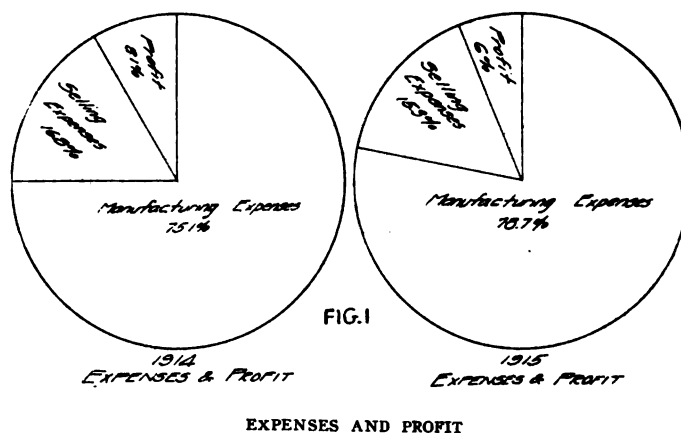 Profit
8.1%
Selling
Expenses
16.8%
Manufacturing Expenses
75.1%
1914
EXPENSES & PROFIT
Profit
6%
Selling
Expenses
15.3%
Manufacturing Expenses
78.7%
1915
EXPENSES & PROFIT
FIG.1
EXPENSES AND PROFIT